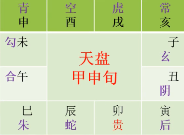 青 空 虎 常
申 酉 戌 亥
勾未
子
玄
天盘
甲申旬
合午
丑
阴
巳 辰 卯 寅
朱 蛇 贵 后